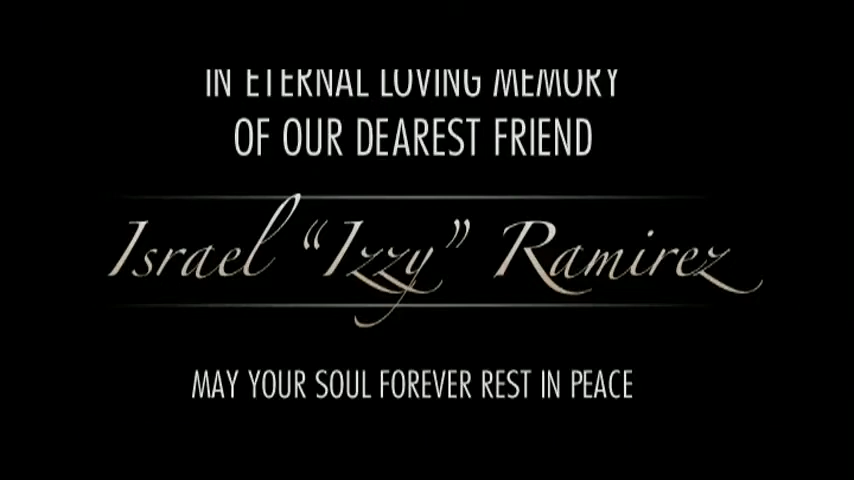 IN ETERNAL LOVING MEMORY
OF OUR DEAREST FRIEND
Israel “Izzy” Ramirez
MAY YOUR SOUL FOREVER REST IN PEACE